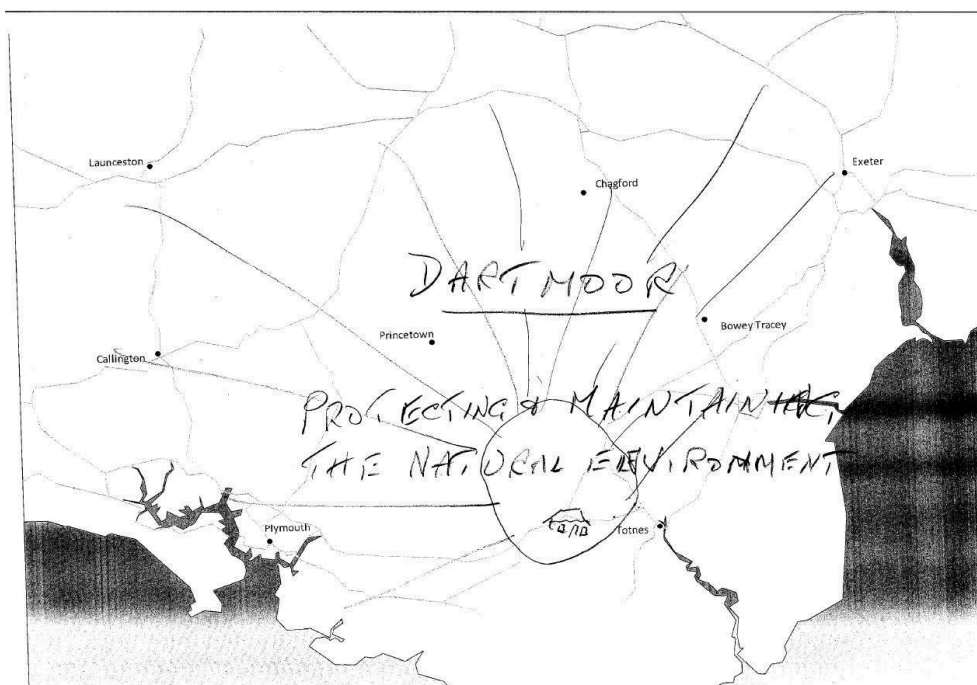 Launceston
Exeter
Chagford
DARTMOOR
Bowey Tracey
Princetown
Callington
PROTECTING & MAINTAINING
THE NATURAL ENVIRONMENT
Plymouth
Totnes